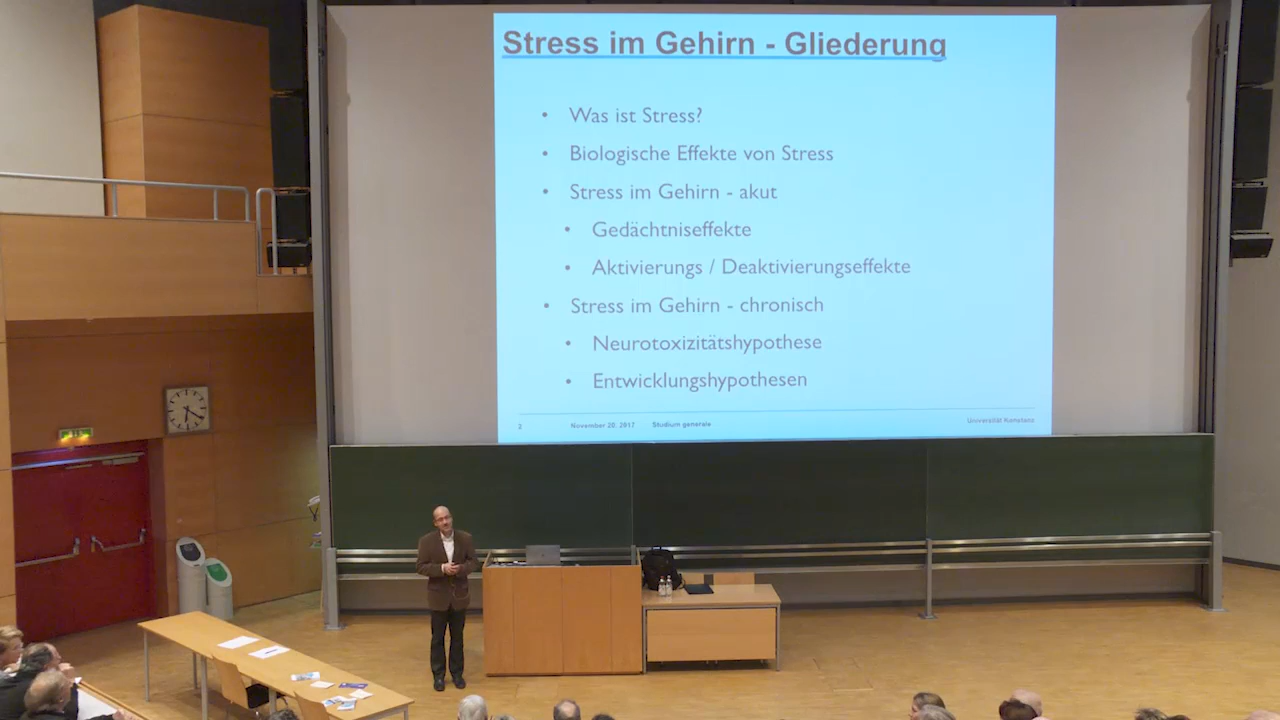 Stress im Gehirn - Gliederung
• Was ist Stress?
• Biologische Effekte von Stress
• Stress im Gehirn - akut
• Gedächtniseffekte
• Aktivierungs / Deaktivierungseffekte
• Stress im Gehirn - chronisch
• Neurotoxizitätshypothese
• Entwicklungshypothesen
2 November 20, 2017 Studium generale Universität Konstanz